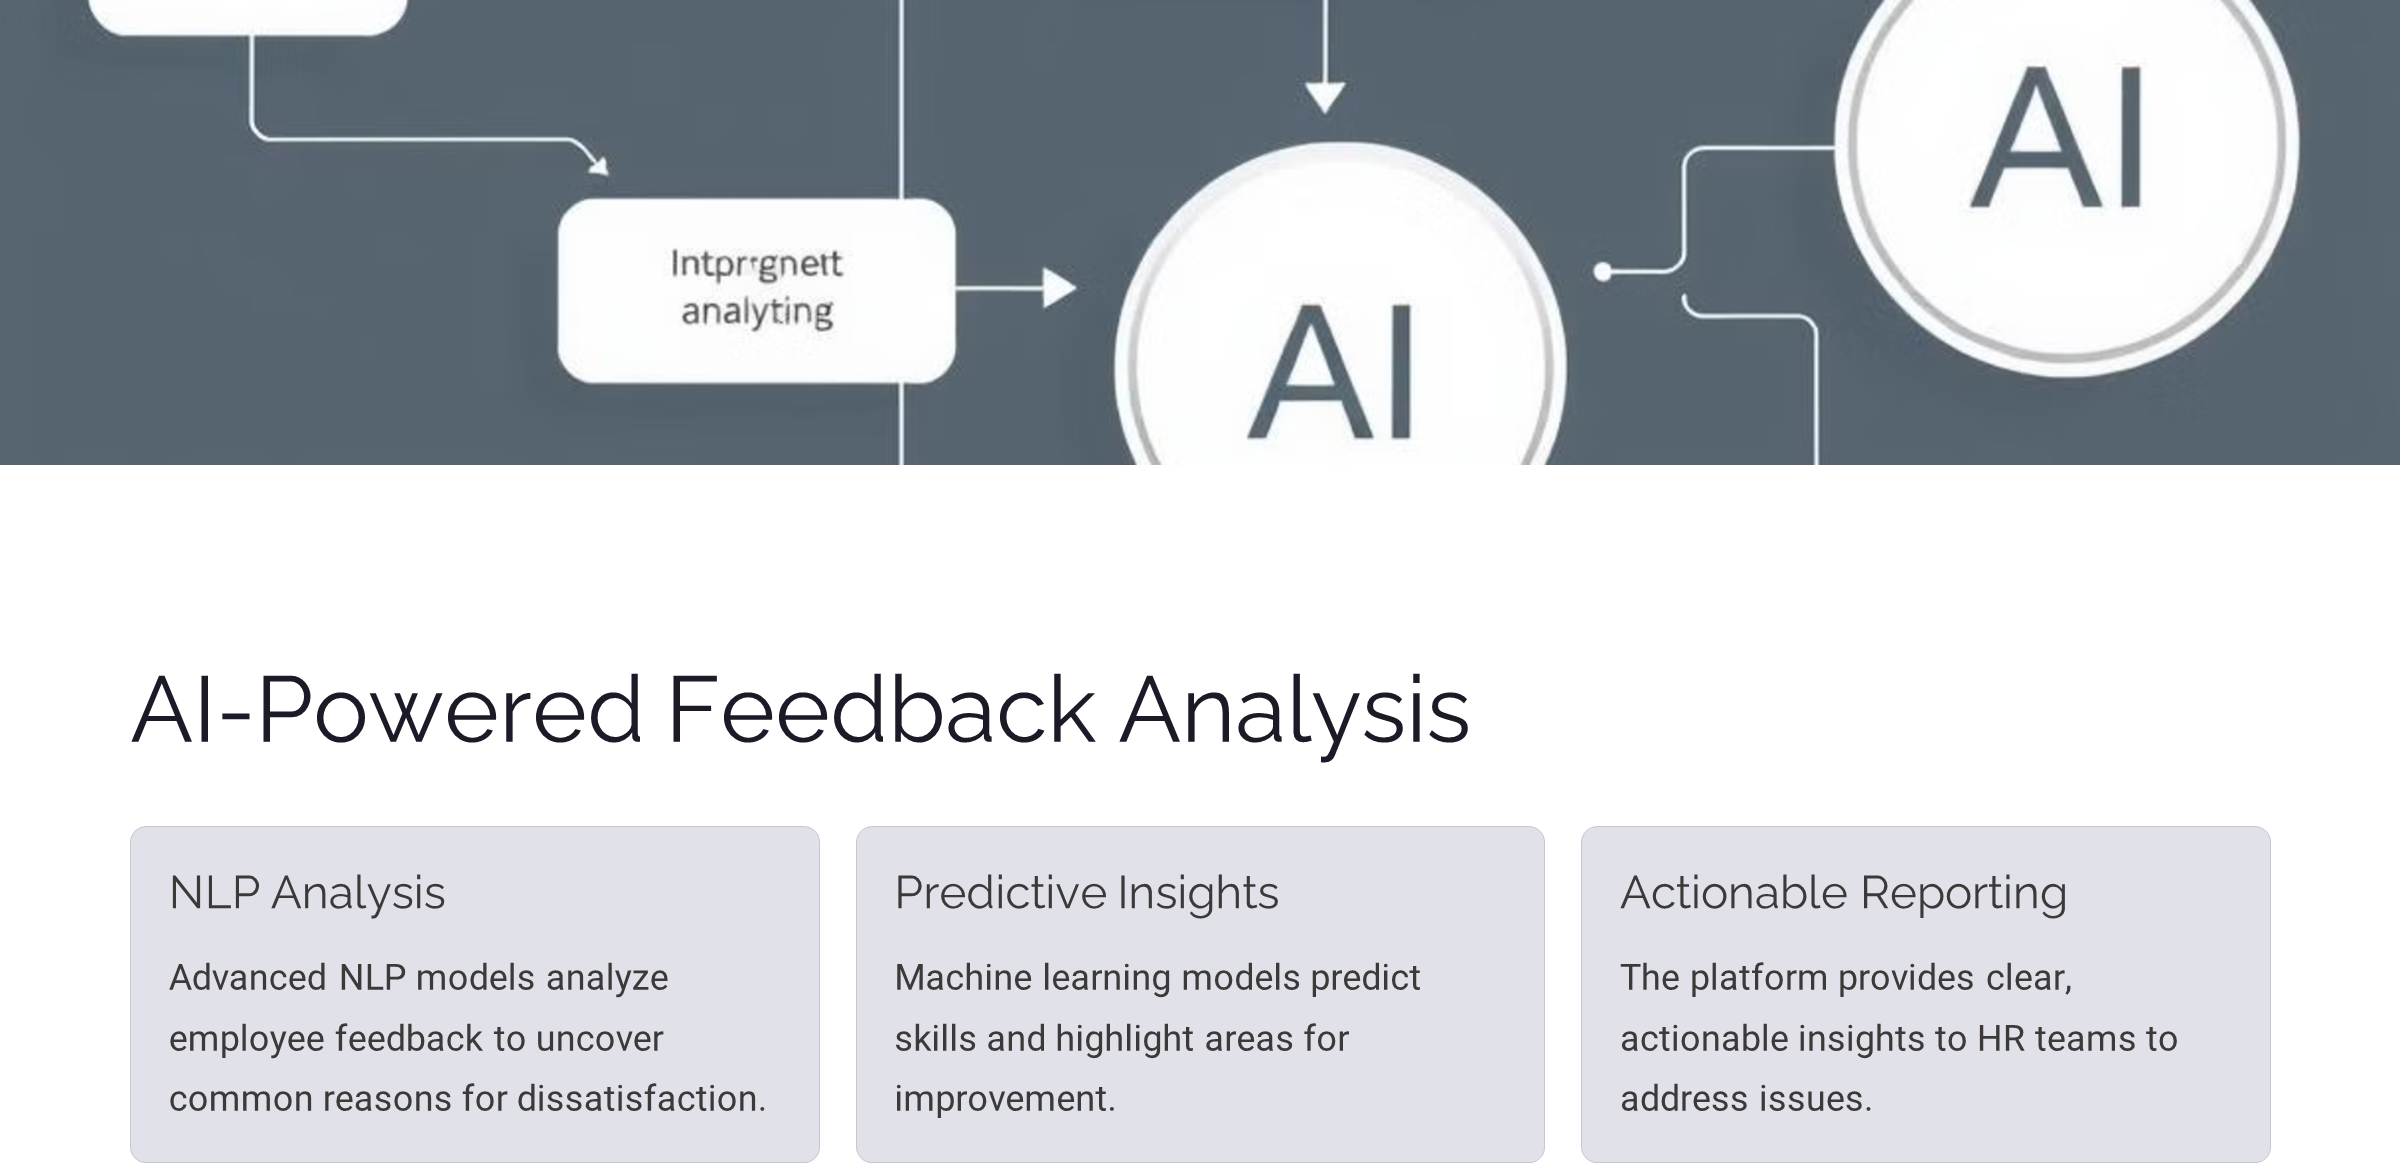 AI
Intprrgnett
analyting
AI
AI-Powered Feedback Analysis
NLP Analysis
Advanced NLP models analyze
employee feedback to uncover
common reasons for dissatisfaction.
Predictive Insights
Machine learning models predict
skills and highlight areas for
improvement.
Actionable Reporting
The platform provides clear,
actionable insights to HR teams to
address issues.